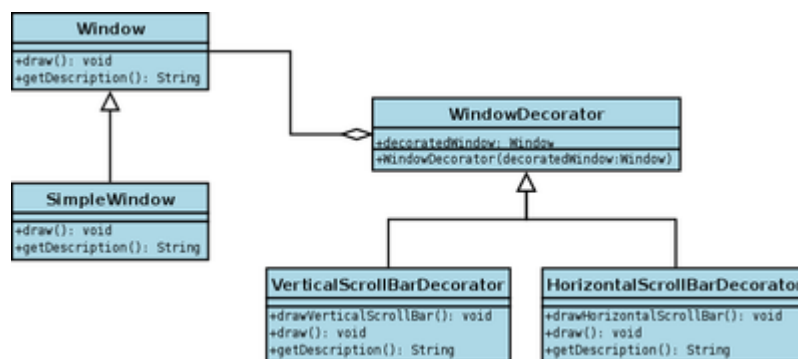 Window
+draw(): void
+getDescription(): String
WindowDecorator
+decoratedWindow: Window
+WindowDecorator(decoratedWindow:Window)
SimpleWindow
+draw(): void
+getDescription(): String
VerticalScrollBarDecorator
+drawVerticalScrollBar(): void
+draw(): void
+getDescription(): String
HorizontalScrollBarDecorator
+drawHorizontalScrollBar(): void
+draw(): void
+getDescription(): String